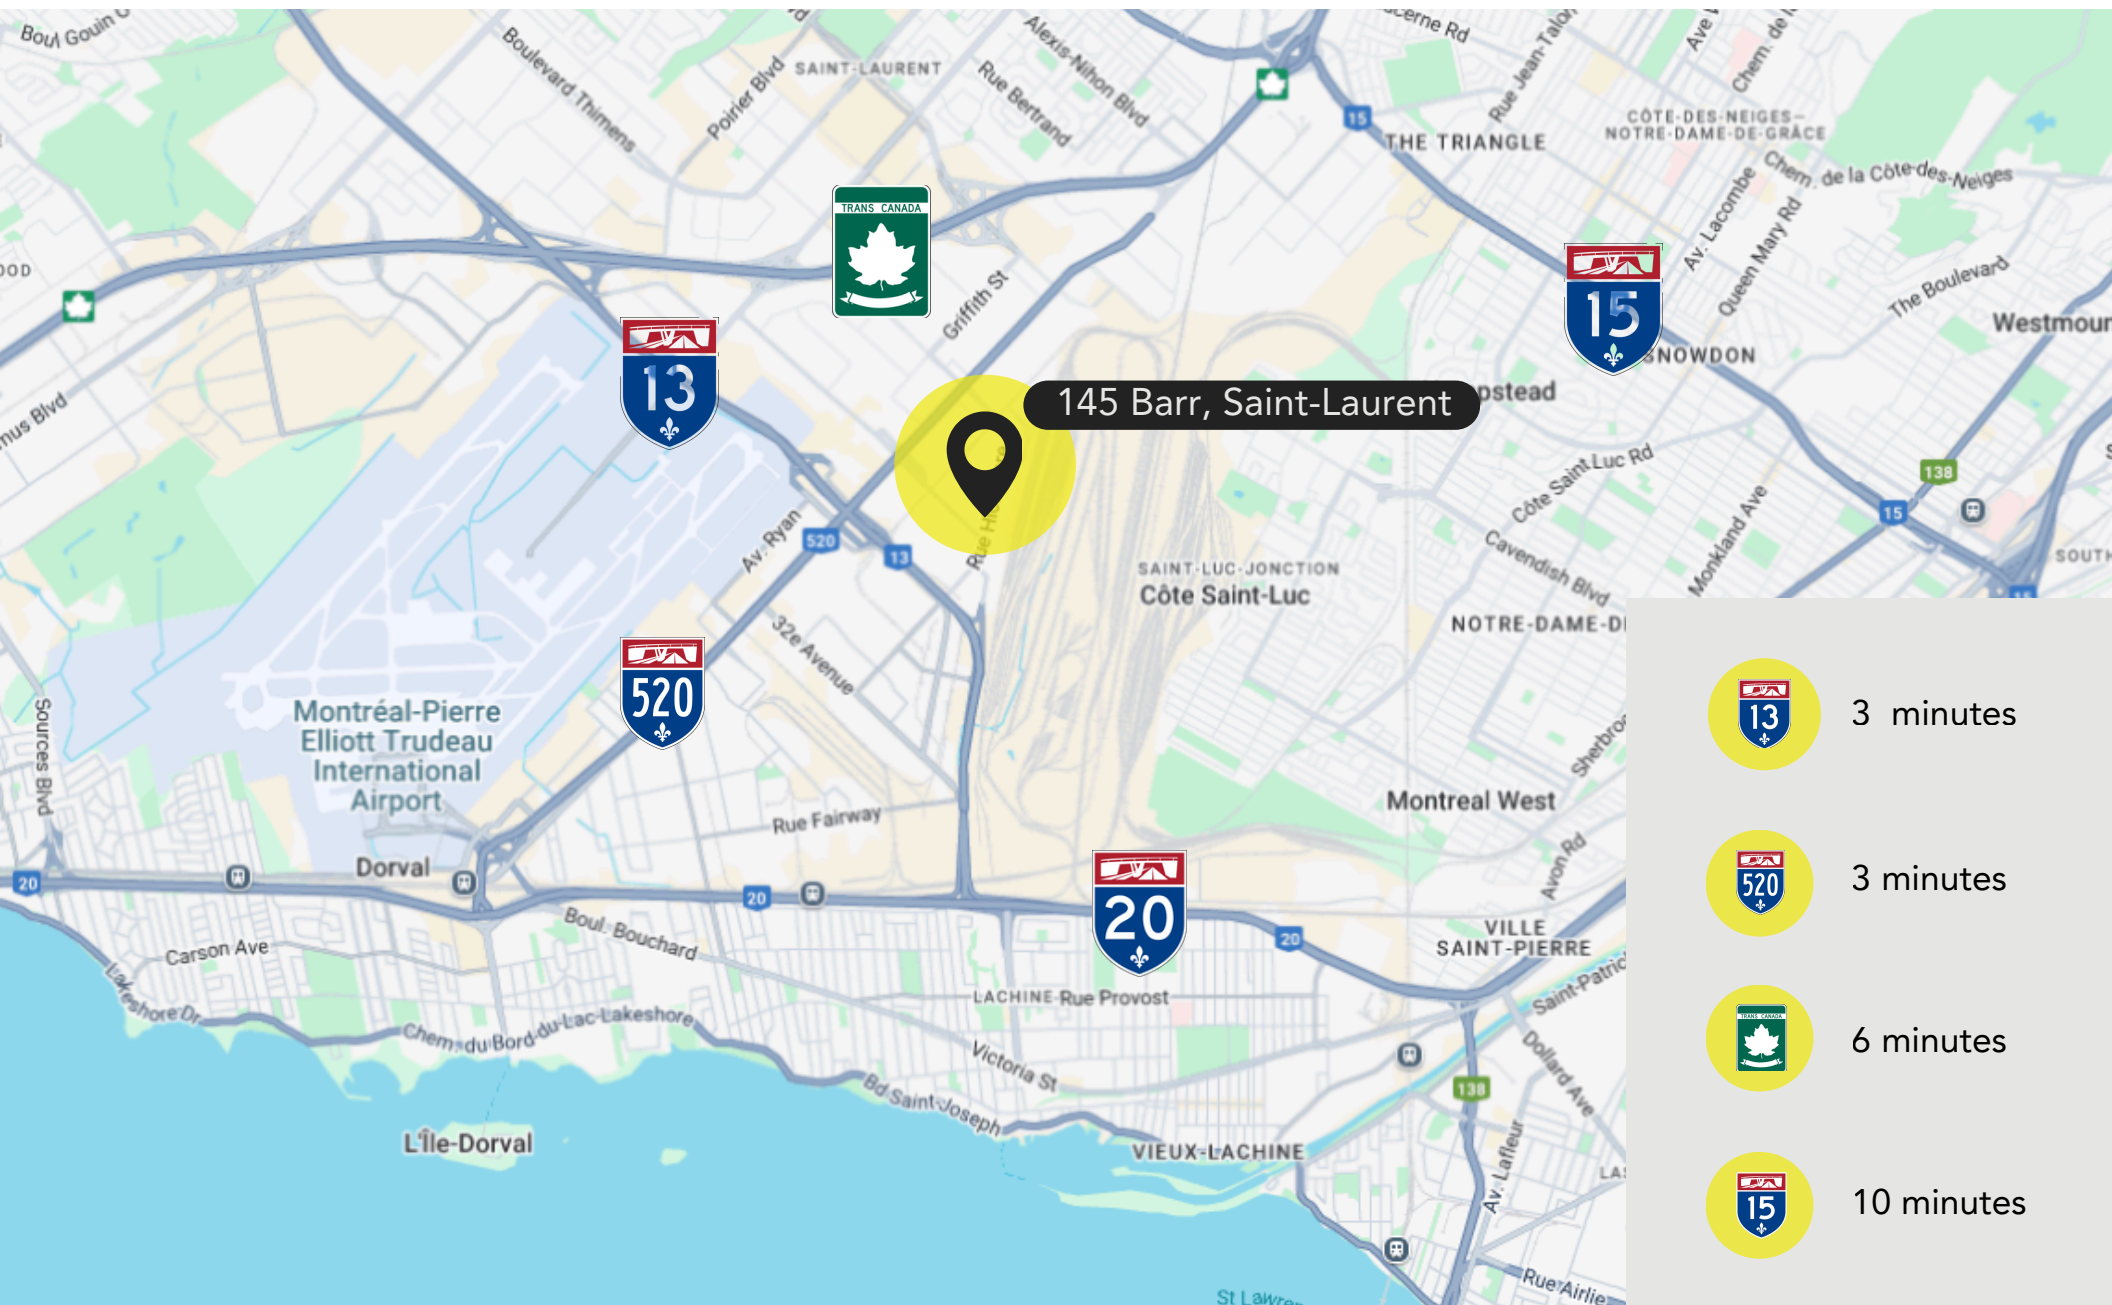 Boul Gouin O
Boulevard Thimens
Poirier Blvd
SAINT-LAURENT
Alexis-Nihon Blvd
Rue Bertrand
Rue Jean-Talon
15
THE TRIANGLE
CÔTE-DES-NEIGES–
NOTRE-DAME-DE-GRÂCE
Chem. de la Côte-des-Neiges
Av. Lacombe
Queen Mary Rd
The Boulevard
TRANS CANADA
Griffith St
13
15
SNOWDON
145 Barr, Saint-Laurent
Côte Saint-Luc Rd
138
15
Monkland Ave
Av. Ryan
520
13
SAINT-LUC-JONCTION
Côte Saint-Luc
Cavendish Blvd
32e Avenue
520
Montréal-Pierre
Elliott Trudeau
International
Airport
Sources Blvd
Rue Fairway
Montreal West
Avon Rd
Dorval
20
20
20
20
VILLE
SAINT-PIERRE
Boul. Bouchard
Carson Ave
Lakeshore Dr
Chem. du Bord-du-Lac-Lakeshore
LACHINE
Rue Provost
Victoria St
Bd Saint-Joseph
Dollard Ave
138
L'Île-Dorval
VIEUX-LACHINE
Av. Lafleur
Rue Airlie
13
3 minutes
520
3 minutes
TRANS CANADA
6 minutes
15
10 minutes